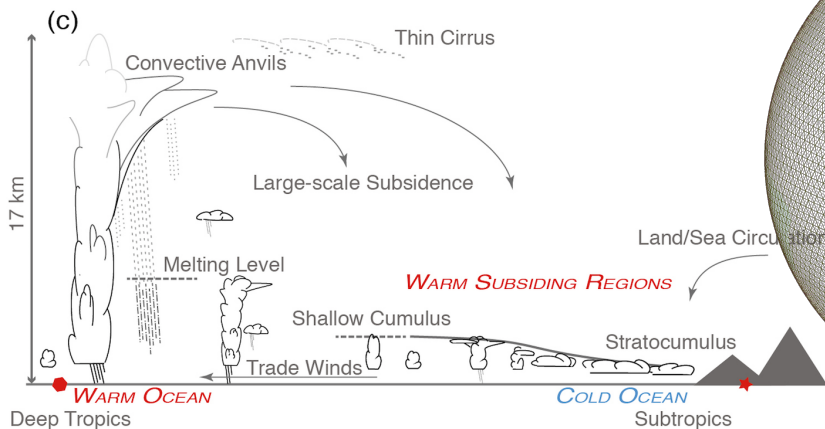 (c)
Thin Cirrus
Convective Anvils
17 km
Large-scale Subsidence
Land/Sea Circulation
Melting Level
WARM SUBSIDING REGIONS
Shallow Cumulus
Stratocumulus
Trade Winds
WARM OCEAN
COLD OCEAN
Deep Tropics
Subtropics